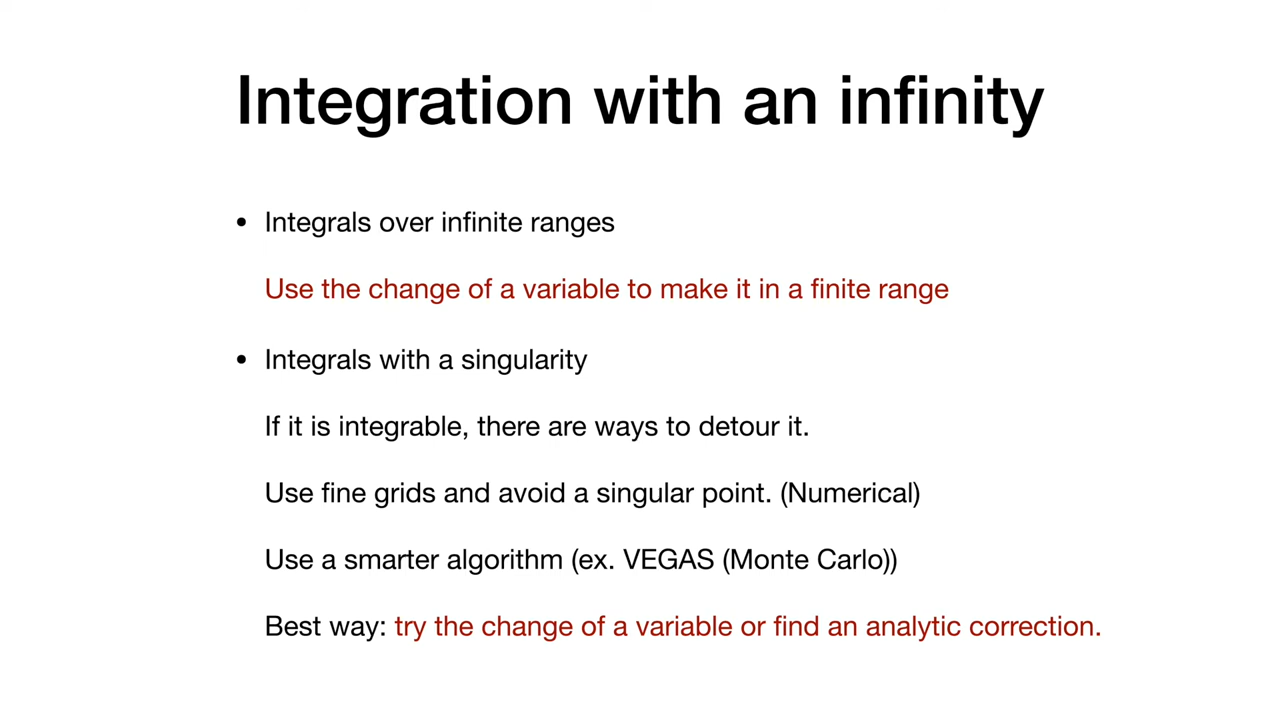 Integration with an infinity
• Integrals over infinite ranges
Use the change of a variable to make it in a finite range
• Integrals with a singularity
If it is integrable, there are ways to detour it.
Use fine grids and avoid a singular point. (Numerical)
Use a smarter algorithm (ex. VEGAS (Monte Carlo))
Best way: try the change of a variable or find an analytic correction.